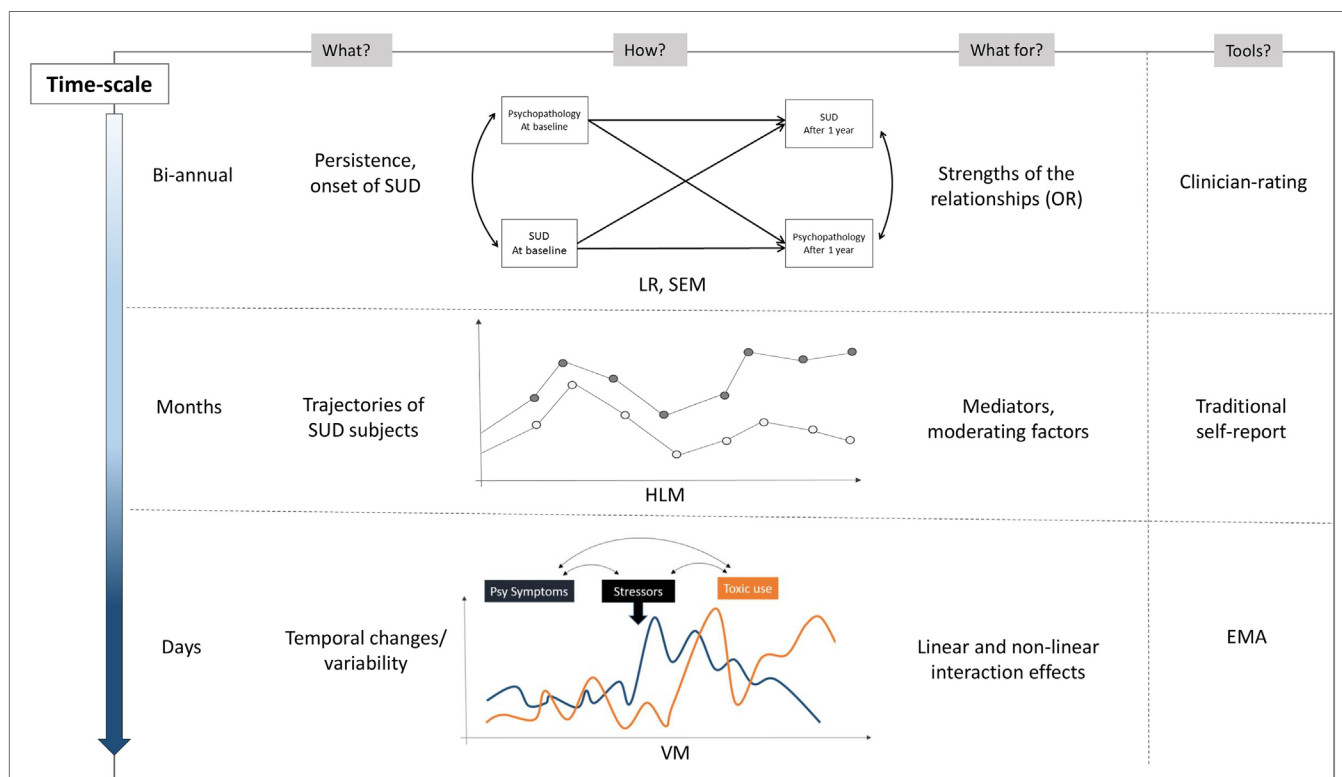 What?
How?
What for?
Tools?
Time-scale
Bi-annual
Persistence,
onset of SUD
Psychopathology
At baseline
SUD
After 1 year
SUD
At baseline
Psychopathology
After 1 year
LR, SEM
Strengths of the
relationships (OR)
Clinician-rating
Months
Trajectories of
SUD subjects
HLM
Mediators,
moderating factors
Traditional
self-report
Days
Temporal changes/
variability
Psy Symptoms
Stressors
Toxic use
VM
Linear and non-linear
interaction effects
EMA